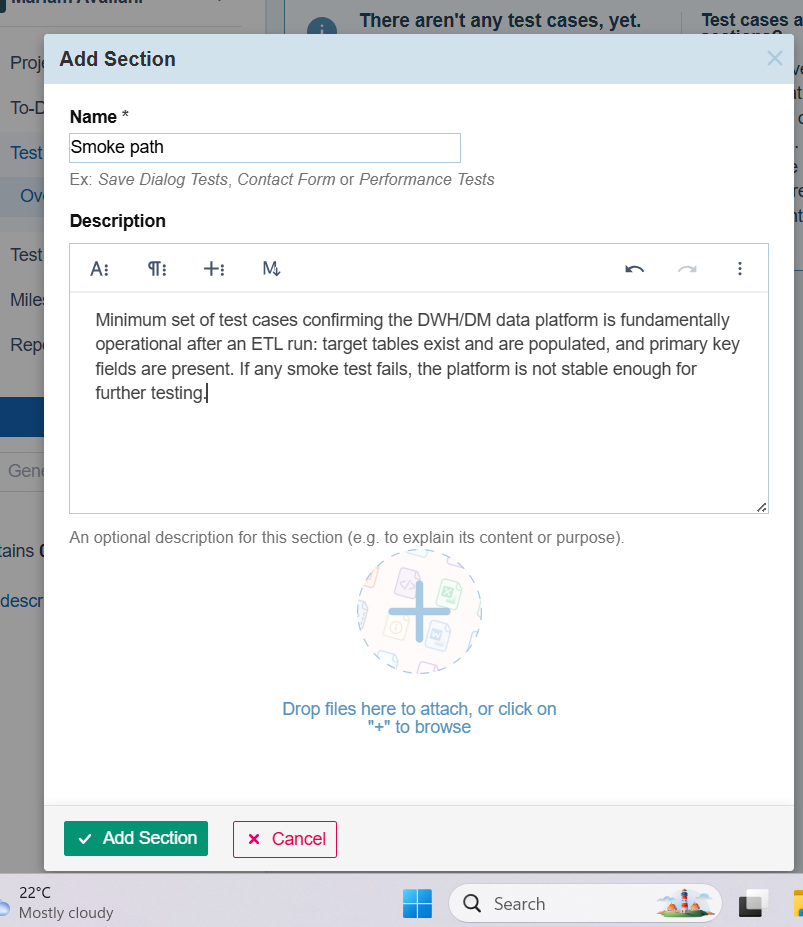 There aren't any test cases, yet.
Test cases a
Add Section
Proje
To-D
Test
Ov
Test
Miles
Repo
Gene
tains
descr
Name *
Smoke path
Ex: Save Dialog Tests, Contact Form or Performance Tests
Description
Minimum set of test cases confirming the DWH/DM data platform is fundamentally
operational after an ETL run: target tables exist and are populated, and primary key
fields are present. If any smoke test fails, the platform is not stable enough for
further testing.
An optional description for this section (e.g. to explain its content or purpose).
Drop files here to attach, or click on
"+" to browse
Add Section
Cancel
22°C
Mostly cloudy
Search